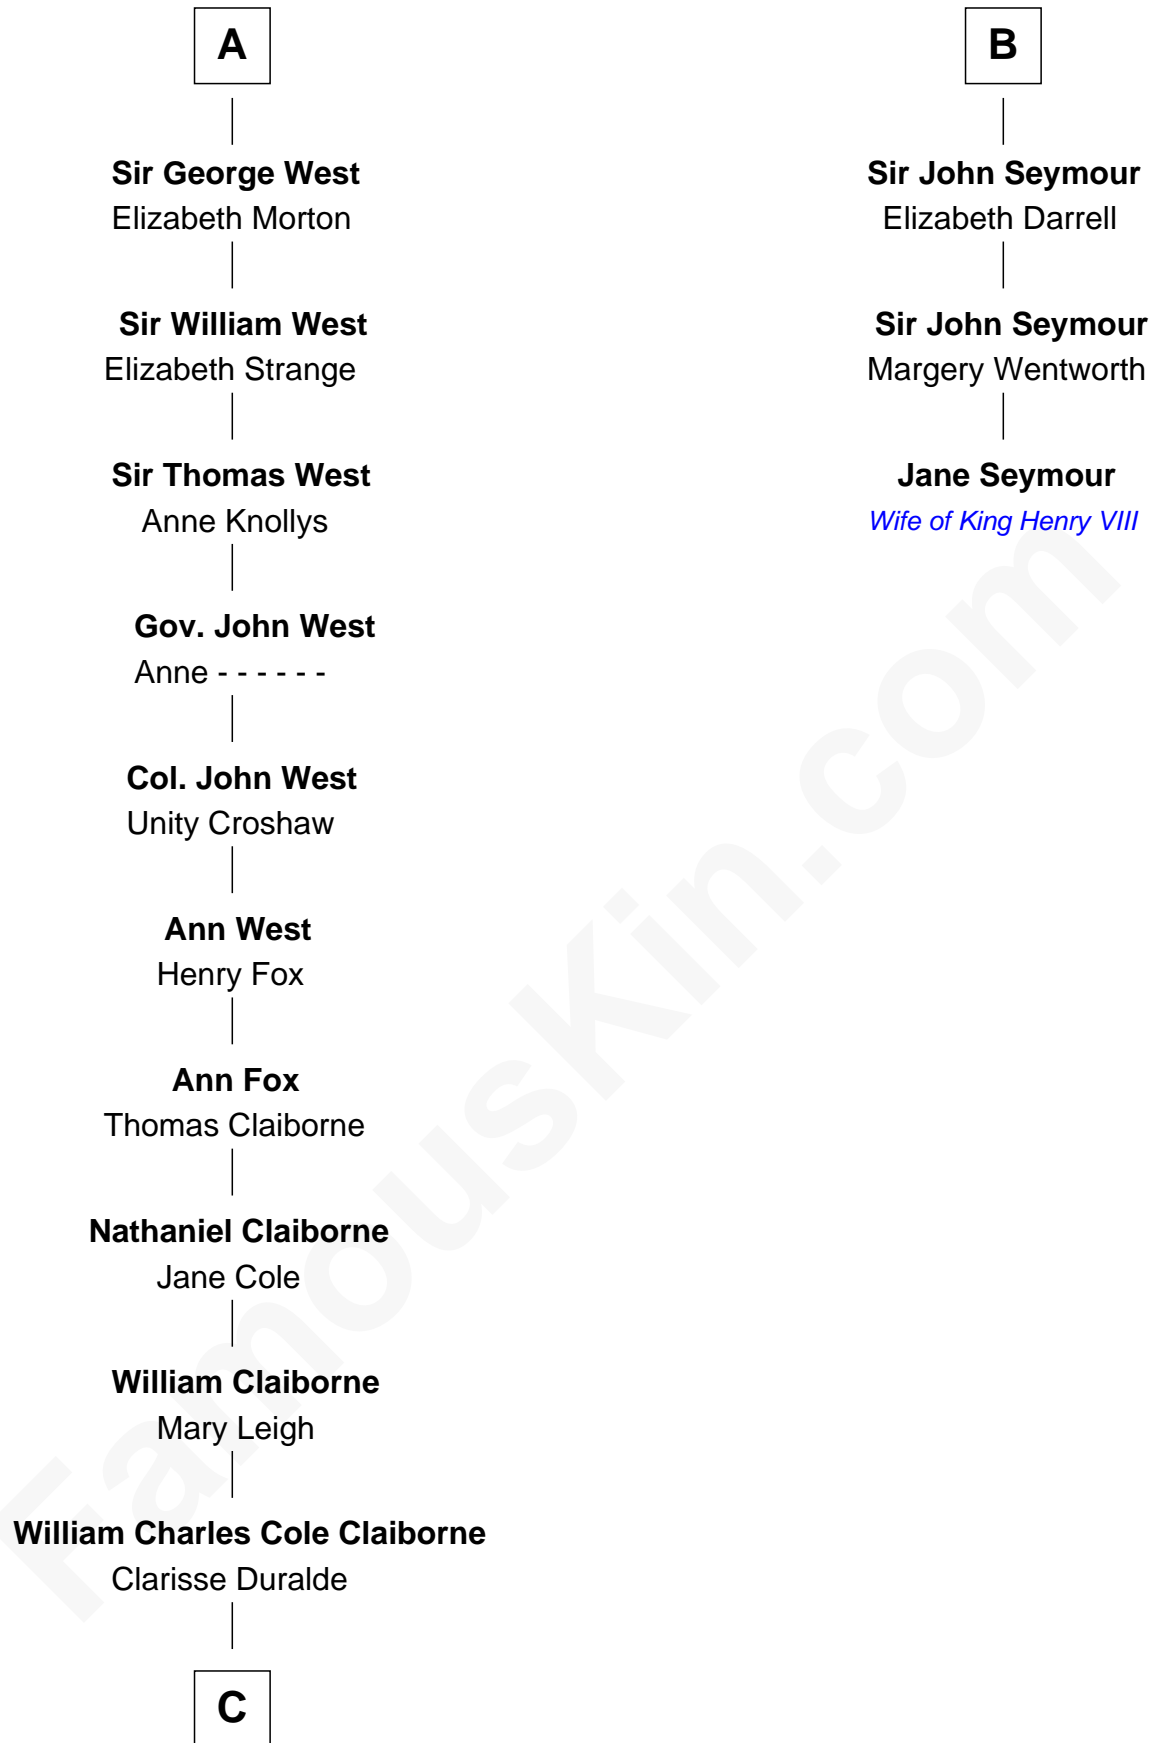 A
Sir George West
Elizabeth Morton
Sir William West
Elizabeth Strange
Sir Thomas West
Anne Knollys
Gov. John West
Anne - - - - - -
Col. John West
Unity Croshaw
Ann West
Henry Fox
Ann Fox
Thomas Claiborne
Nathaniel Claiborne
Jane Cole
William Claiborne
Mary Leigh
William Charles Cole Claiborne
Clarisse Duralde
C
B
Sir John Seymour
Elizabeth Darrell
Sir John Seymour
Margery Wentworth
Jane Seymour
Wife of King Henry VIII
FamousKin.com